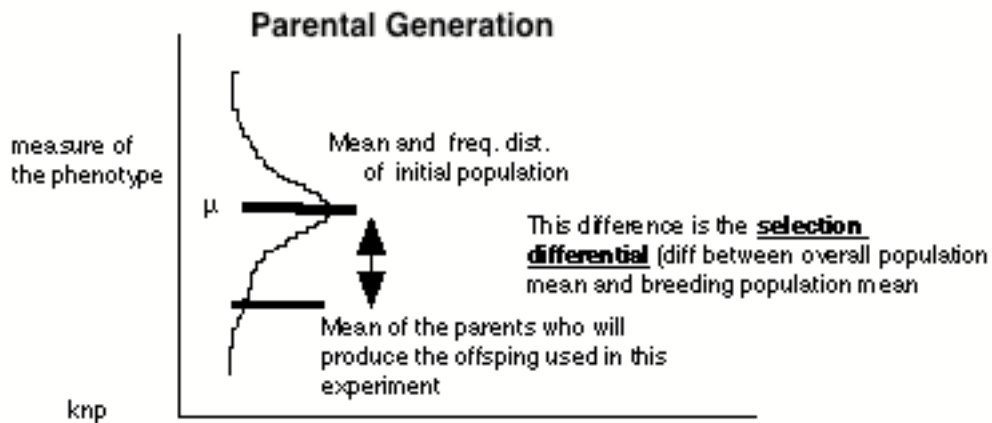 Parental Generation
measure of
the phenotype
Mean and freq. dist.
of initial population
μ
This difference is the selection
differential (diff between overall population
mean and breeding population mean
Mean of the parents who will
produce the offsping used in this
experiment
knp